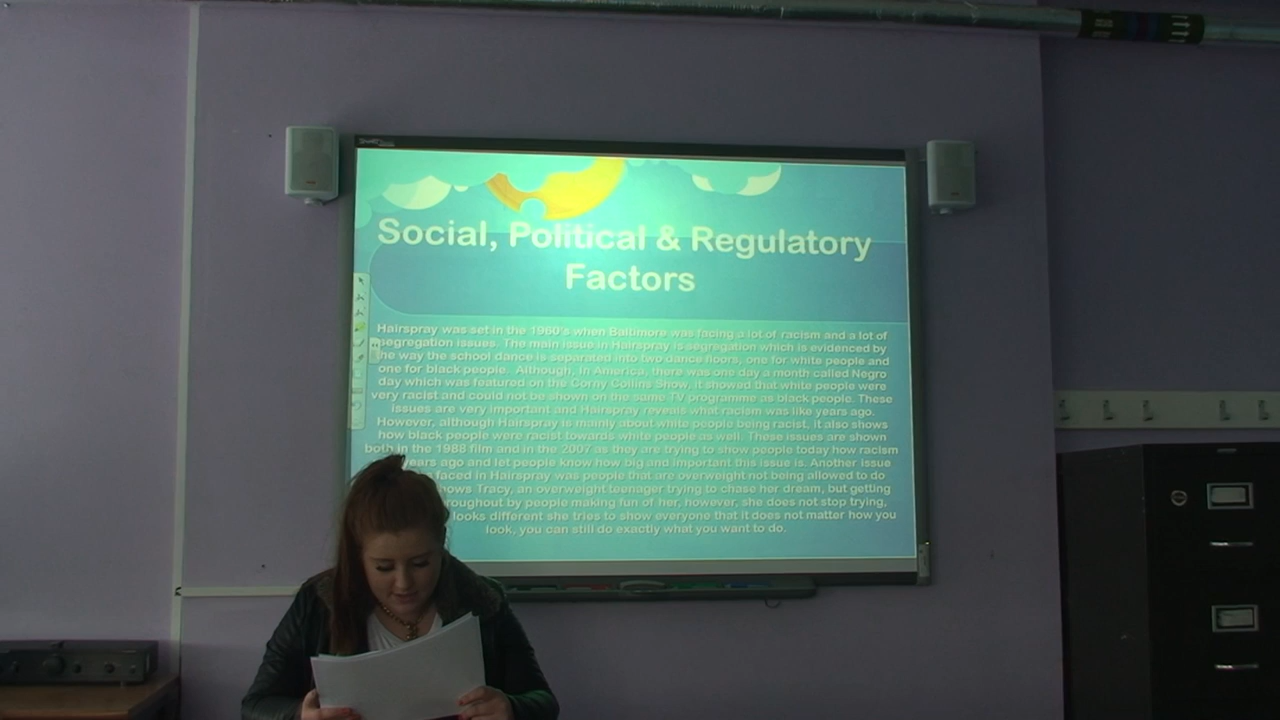 Social, Political & Regulatory
Factors
Hairspray was set in the 1960's when Baltimore was facing a lot of racism and a lot of
segregation issues. The main issue in Hairspray is segregation which is evidenced by
the way the school dance is separated into two dance floors, one for white people and
one for black people. Although, in America, there was one day a month called Negro
day which was featured on the Corny Collins Show, it showed that white people were
very racist and could not be shown on the same TV programme as black people. These
issues are very important and Hairspray reveals what racism was like years ago.
However, although Hairspray is mainly about white people being racist, it also shows
how black people were racist towards white people as well. These issues are shown
both in the 1988 film and in the 2007 as they are trying to show people today how racism
years ago and let people know how big and important this issue is. Another issue
faced in Hairspray was people that are overweight not being allowed to do
Tracy, an overweight teenager trying to chase her dream, but getting
by people making fun of her, however, she does not stop trying,
looks different she tries to show everyone that it does not matter how you
look, you can still do exactly what you want to do.